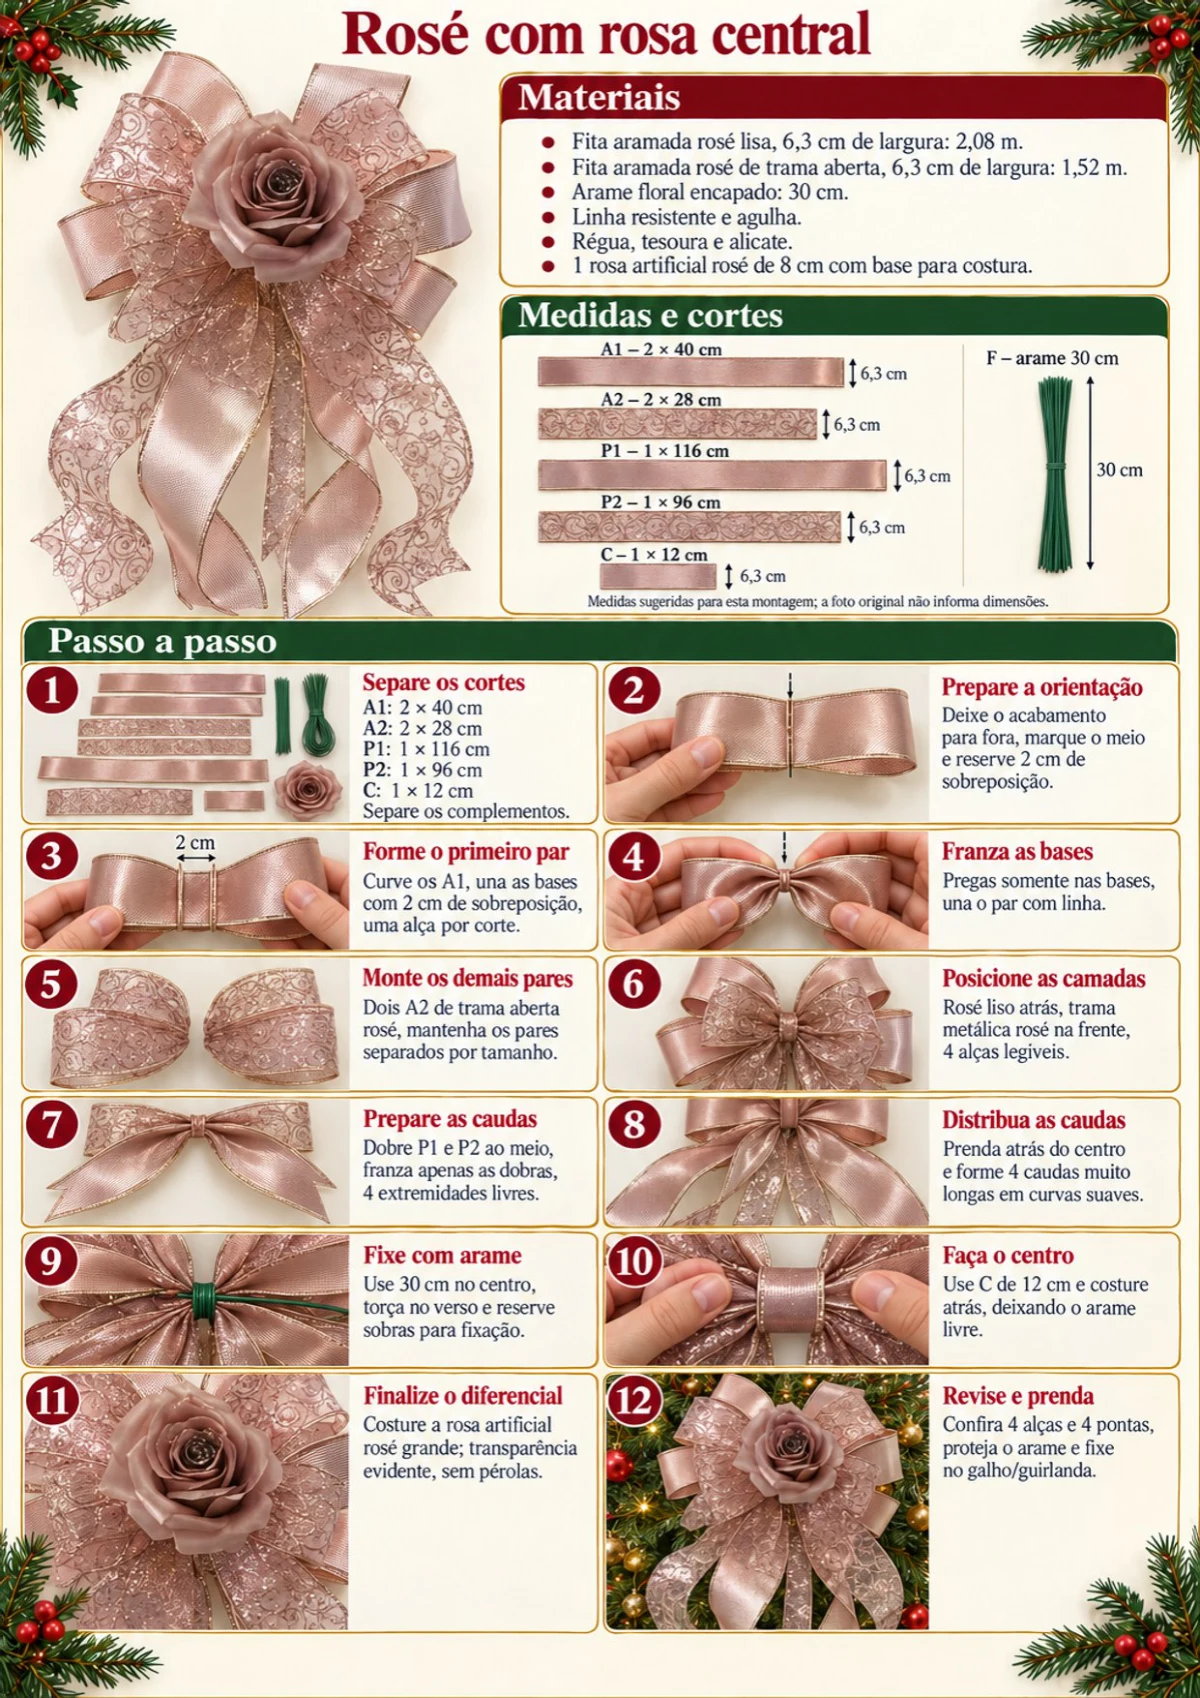 Rosé com rosa central
Materiais
● Fita aramada rosé lisa, 6,3 cm de largura: 2,08 m.
● Fita aramada rosé de trama aberta, 6,3 cm de largura: 1,52 m.
● Arame floral encapado: 30 cm.
● Linha resistente e agulha.
● Régua, tesoura e alicate.
● 1 rosa artificial rosé de 8 cm com base para costura.
Medidas e cortes
A1 – 2 × 40 cm
6,3 cm
A2 – 2 × 28 cm
6,3 cm
P1 – 1 × 116 cm
6,3 cm
P2 – 1 × 96 cm
6,3 cm
C – 1 × 12 cm
6,3 cm
F – arame 30 cm
30 cm
Medidas sugeridas para esta montagem; a foto original não informa dimensões.
Passo a passo
1
Separe os cortes
A1: 2 × 40 cm
A2: 2 × 28 cm
P1: 1 × 116 cm
P2: 1 × 96 cm
C: 1 × 12 cm
Separe os complementos.
2
Prepare a orientação
Deixe o acabamento
para fora, marque o meio
e reserve 2 cm de
sobreposição.
3
2 cm
Forme o primeiro par
Curve os A1, una as bases
com 2 cm de sobreposição,
uma alça por corte.
4
Franza as bases
Pregas somente nas bases,
una o par com linha.
5
Monte os demais pares
Dois A2 de trama aberta
rosé, mantenha os pares
separados por tamanho.
6
Posicione as camadas
Rosé liso atrás, trama
metálica rosé na frente,
4 alças legiveis.
7
Prepare as caudas
Dobre P1 e P2 ao meio,
franza apenas as dobras,
4 extremidades livres.
8
Distribua as caudas
Prenda atrás do centro
e forme 4 caudas muito
longas em curvas suaves.
9
Fixe com arame
Use 30 cm no centro,
torça no verso e reserve
sobras para fixação.
10
Faça o centro
Use C de 12 cm e costure
atrás, deixando o arame
livre.
11
Finalize o diferencial
Costure a rosa artificial
rosé grande; transparência
evidente, sem pérolas.
12
Revise e prenda
Confira 4 alças e 4 pontas,
proteja o arame e fixe
no galho/guirlanda.